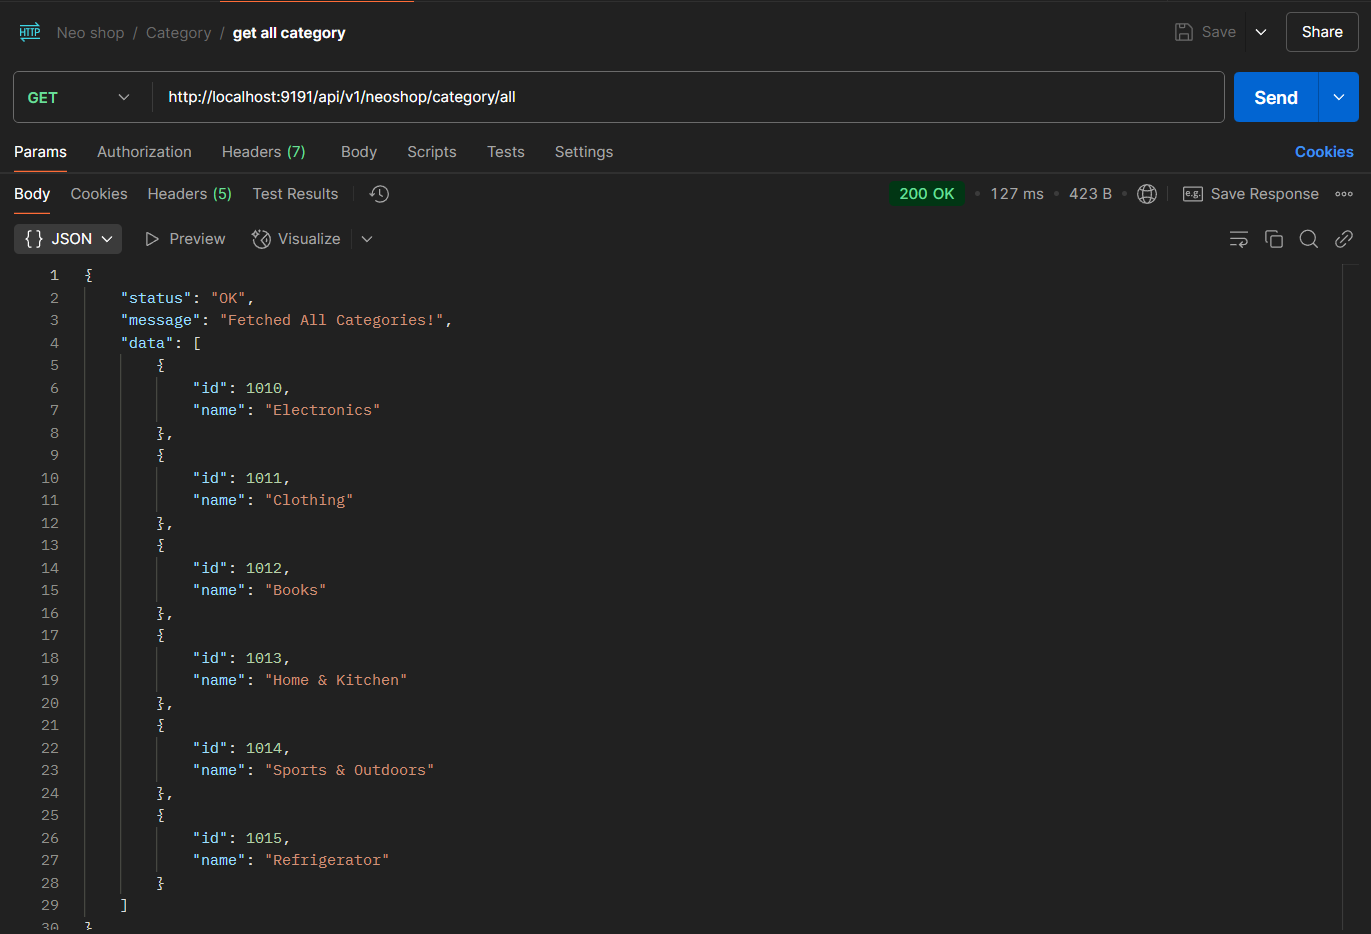 HTTP Neo shop / Category / get all category Save Share
GET http://localhost:9191/api/v1/neoshop/category/all Send
Params Authorization Headers (7) Body Scripts Tests Settings Cookies
Body Cookies Headers (5) Test Results 200 OK • 127 ms • 423 B • e.g. Save Response
{} JSON Preview Visualize
1 {
2 "status": "OK",
3 "message": "Fetched All Categories!",
4 "data": [
5 {
6 "id": 1010,
7 "name": "Electronics"
8 },
9 {
10 "id": 1011,
11 "name": "Clothing"
12 },
13 {
14 "id": 1012,
15 "name": "Books"
16 },
17 {
18 "id": 1013,
19 "name": "Home & Kitchen"
20 },
21 {
22 "id": 1014,
23 "name": "Sports & Outdoors"
24 },
25 {
26 "id": 1015,
27 "name": "Refrigerator"
28 }
29 ]
30 }